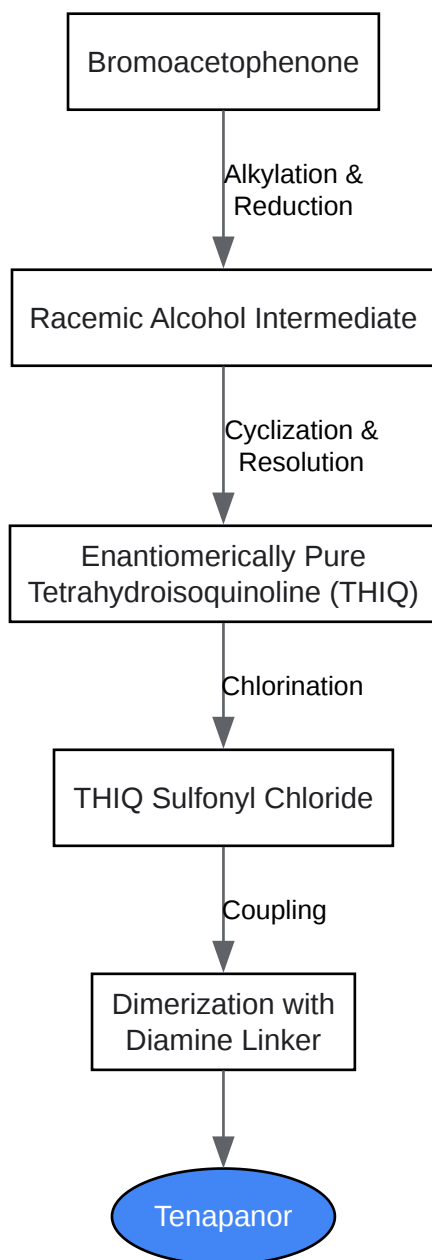 Bromoacetophenone
Alkylation &
Reduction
Racemic Alcohol Intermediate
Cyclization &
Resolution
Enantiomerically Pure
Tetrahydroisoquinoline (THIQ)
Chlorination
THIQ Sulfonyl Chloride
Coupling
Dimerization with
Diamine Linker
Tenapanor